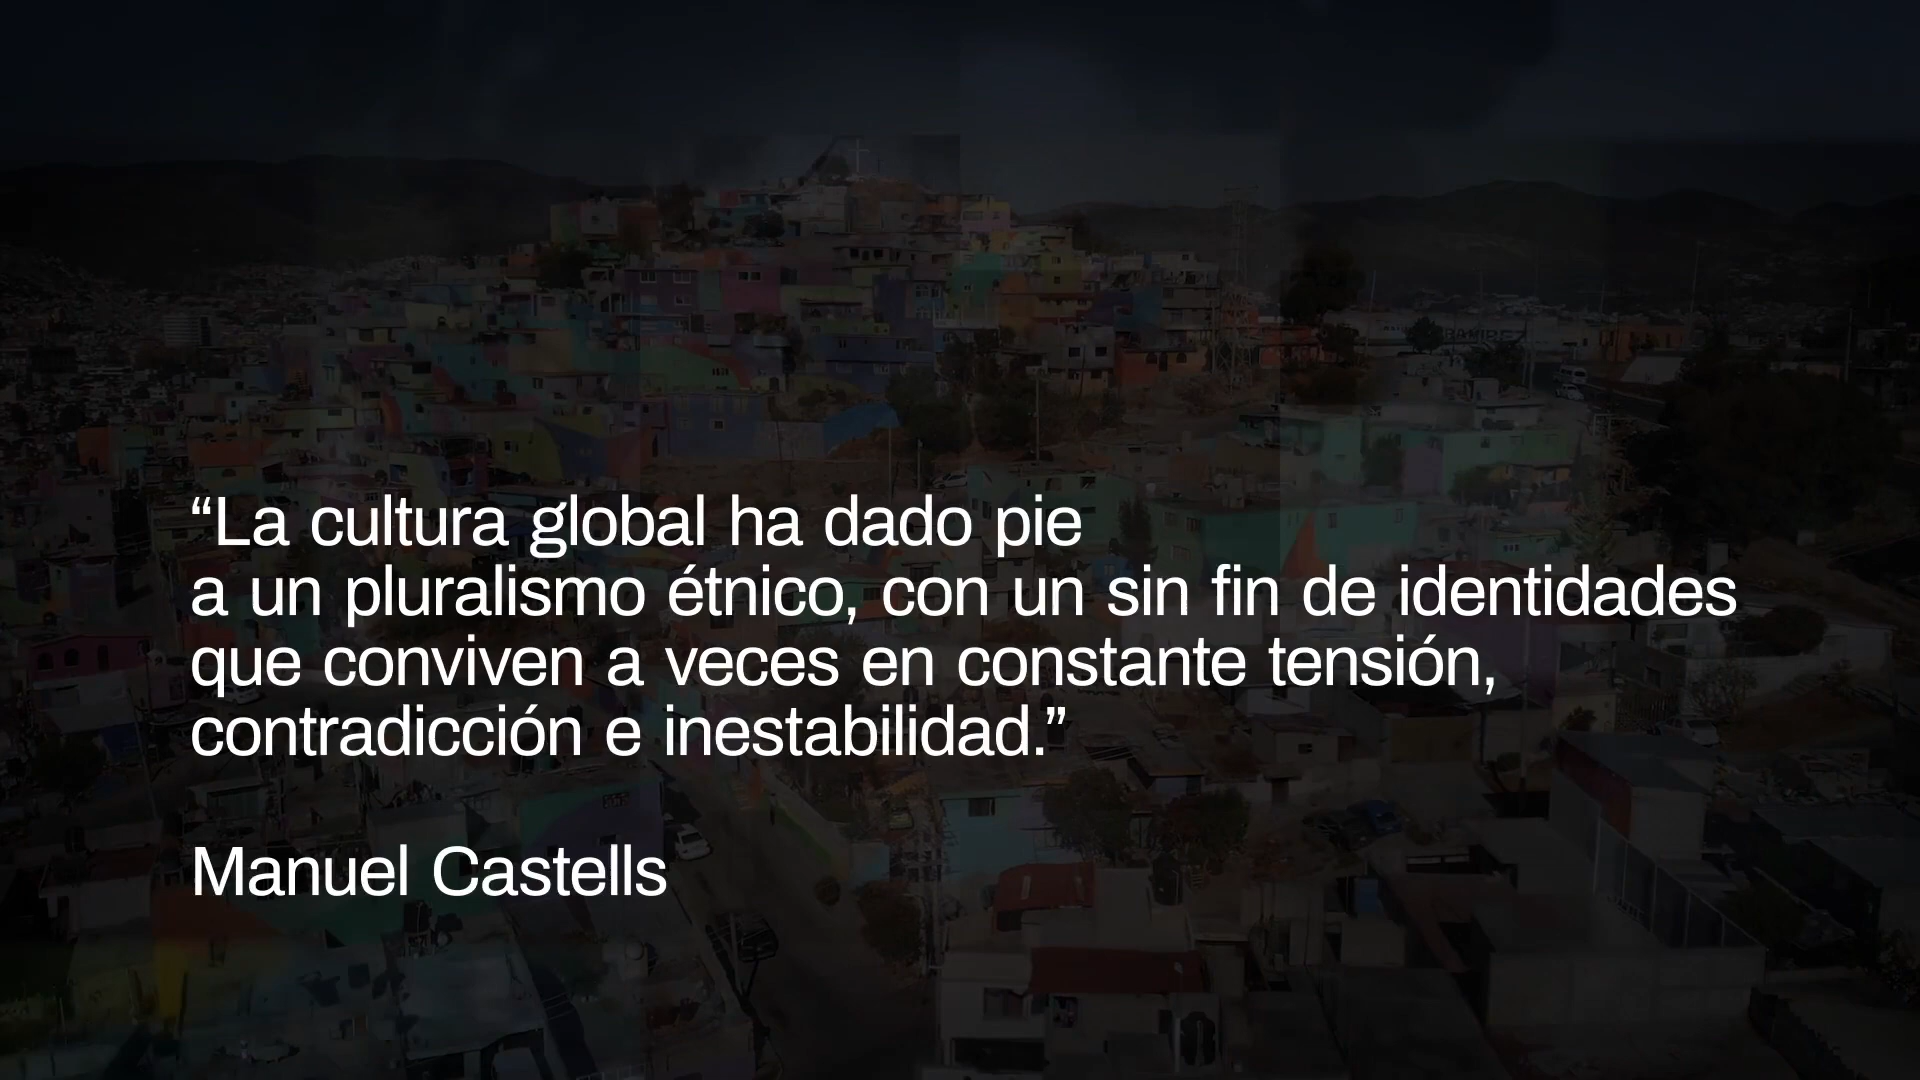 “La cultura global ha dado pie
a un pluralismo étnico, con un sin fin de identidades
que conviven a veces en constante tensión,
contradicción e inestabilidad.”
Manuel Castells